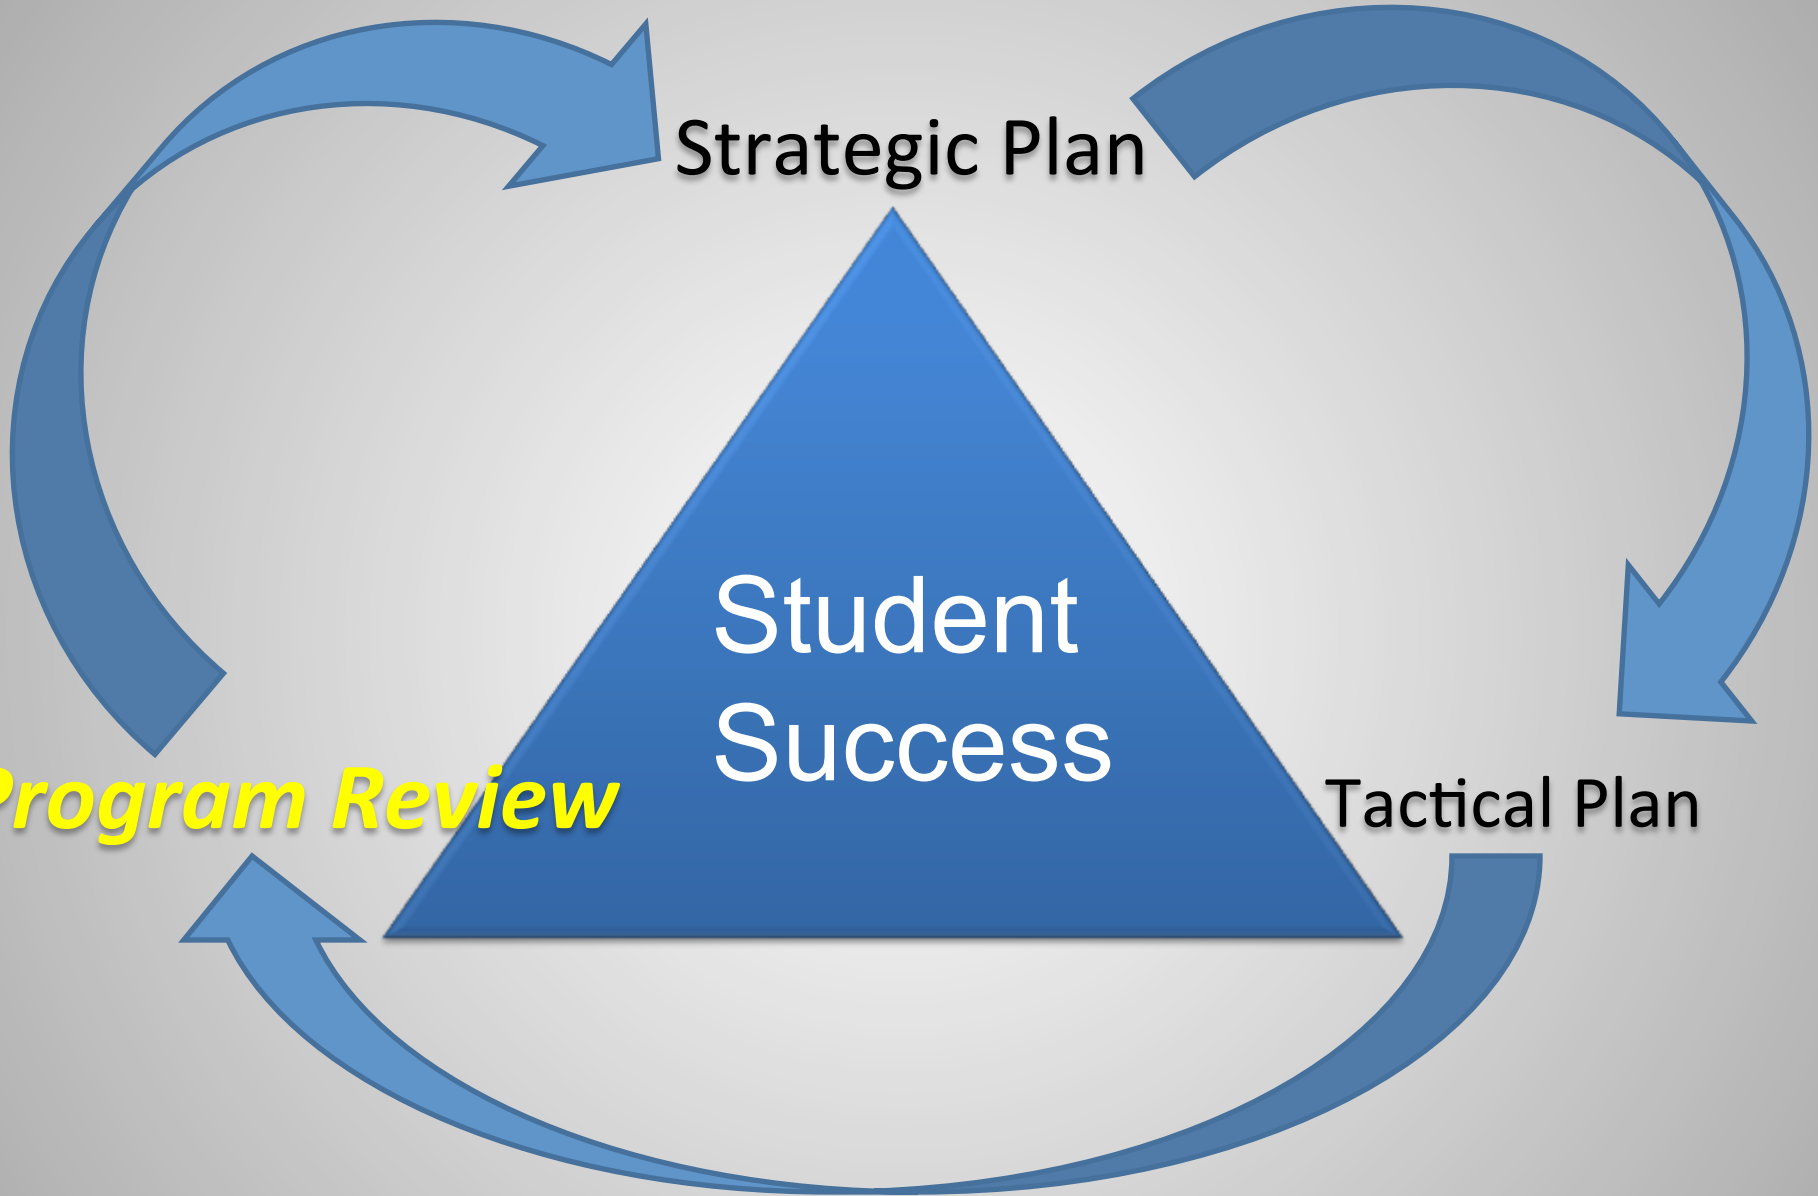 Strategic Plan
Student
Success
Program Review
Tactical Plan